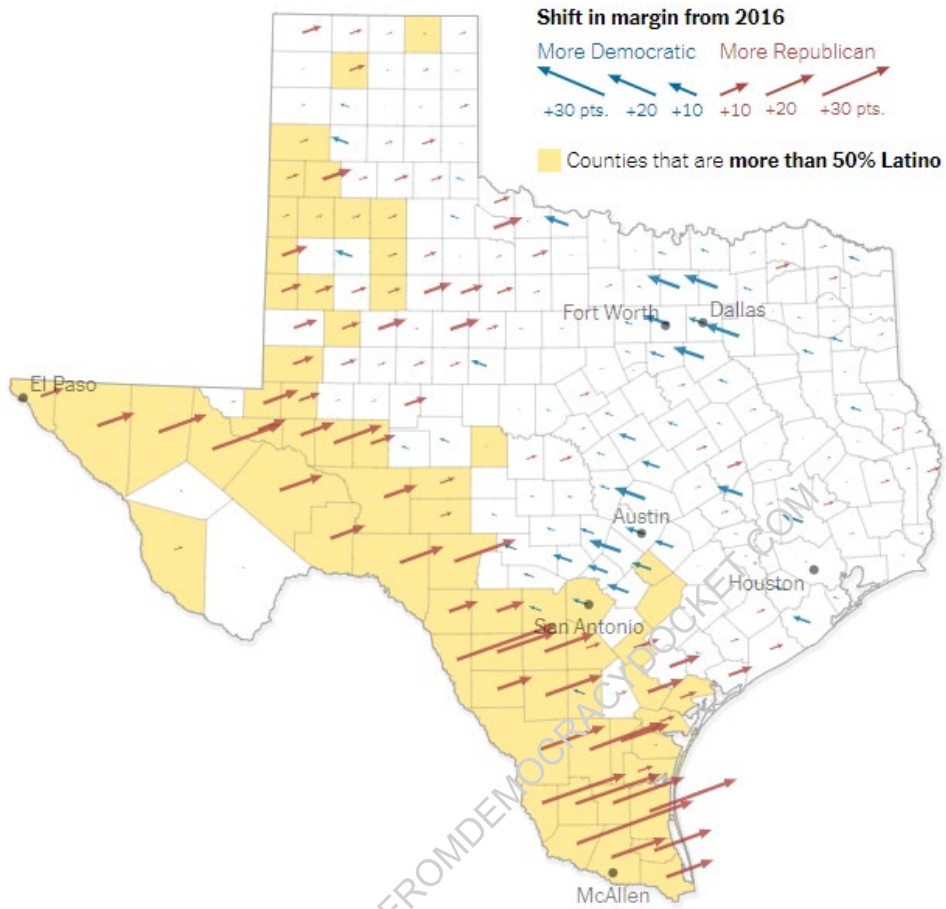 Shift in margin from 2016
More Democratic More Republican
+30 pts. +20 +10 +10 +20 +30 pts.
Counties that are more than 50% Latino
Fort Worth Dallas
El Paso
Austin
Houston
San Antonio
McAllen
FROMDEMOCRACYDOCKET.COM